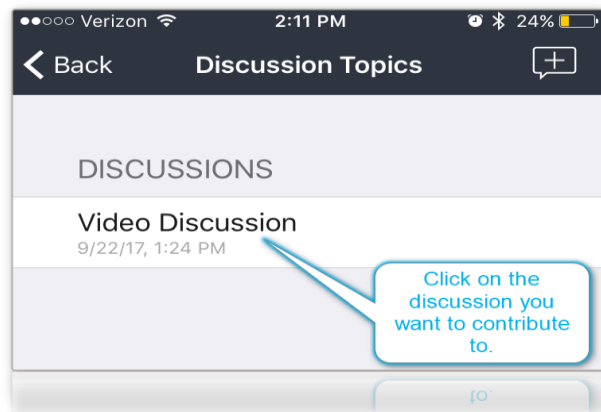 Verizon 2:11 PM 24%
Back Discussion Topics
DISCUSSIONS
Video Discussion
9/22/17, 1:24 PM
Click on the
discussion you
want to contribute
to.
to.